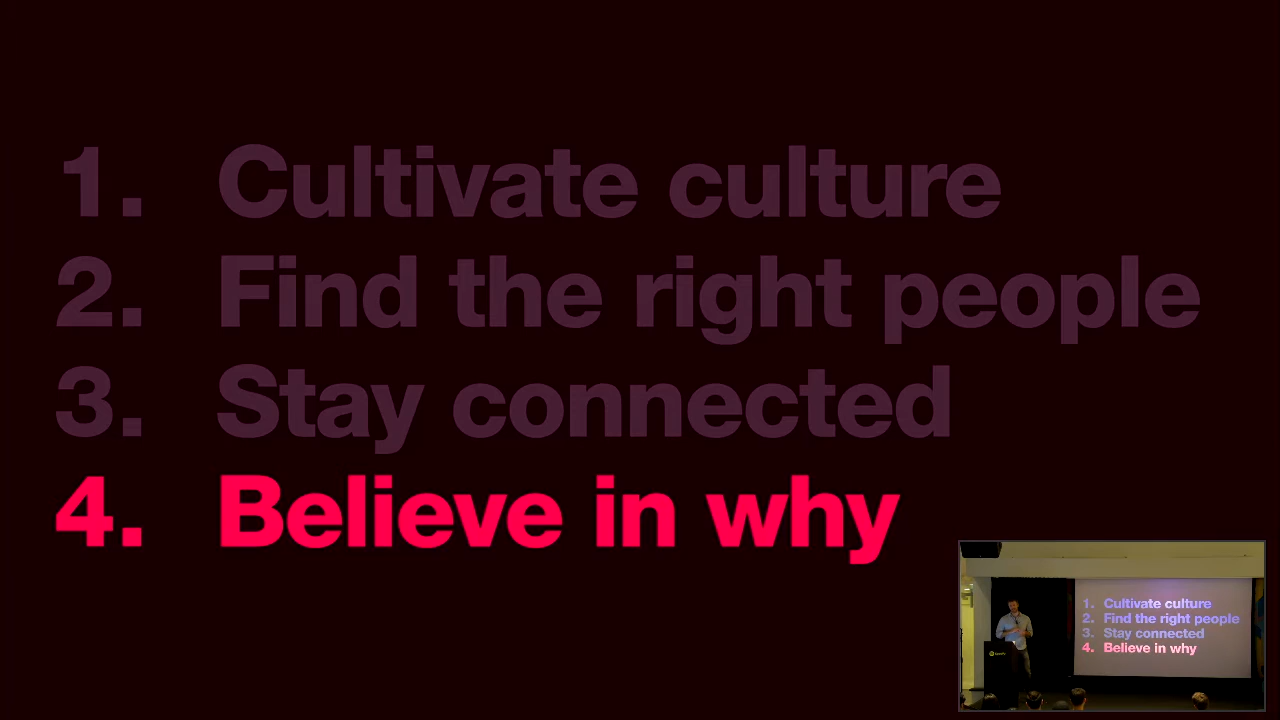 1. Cultivate culture
2. Find the right people
3. Stay connected
4. Believe in why
1. Cultivate culture
2. Find the right people
3. Stay connected
4. Believe in why